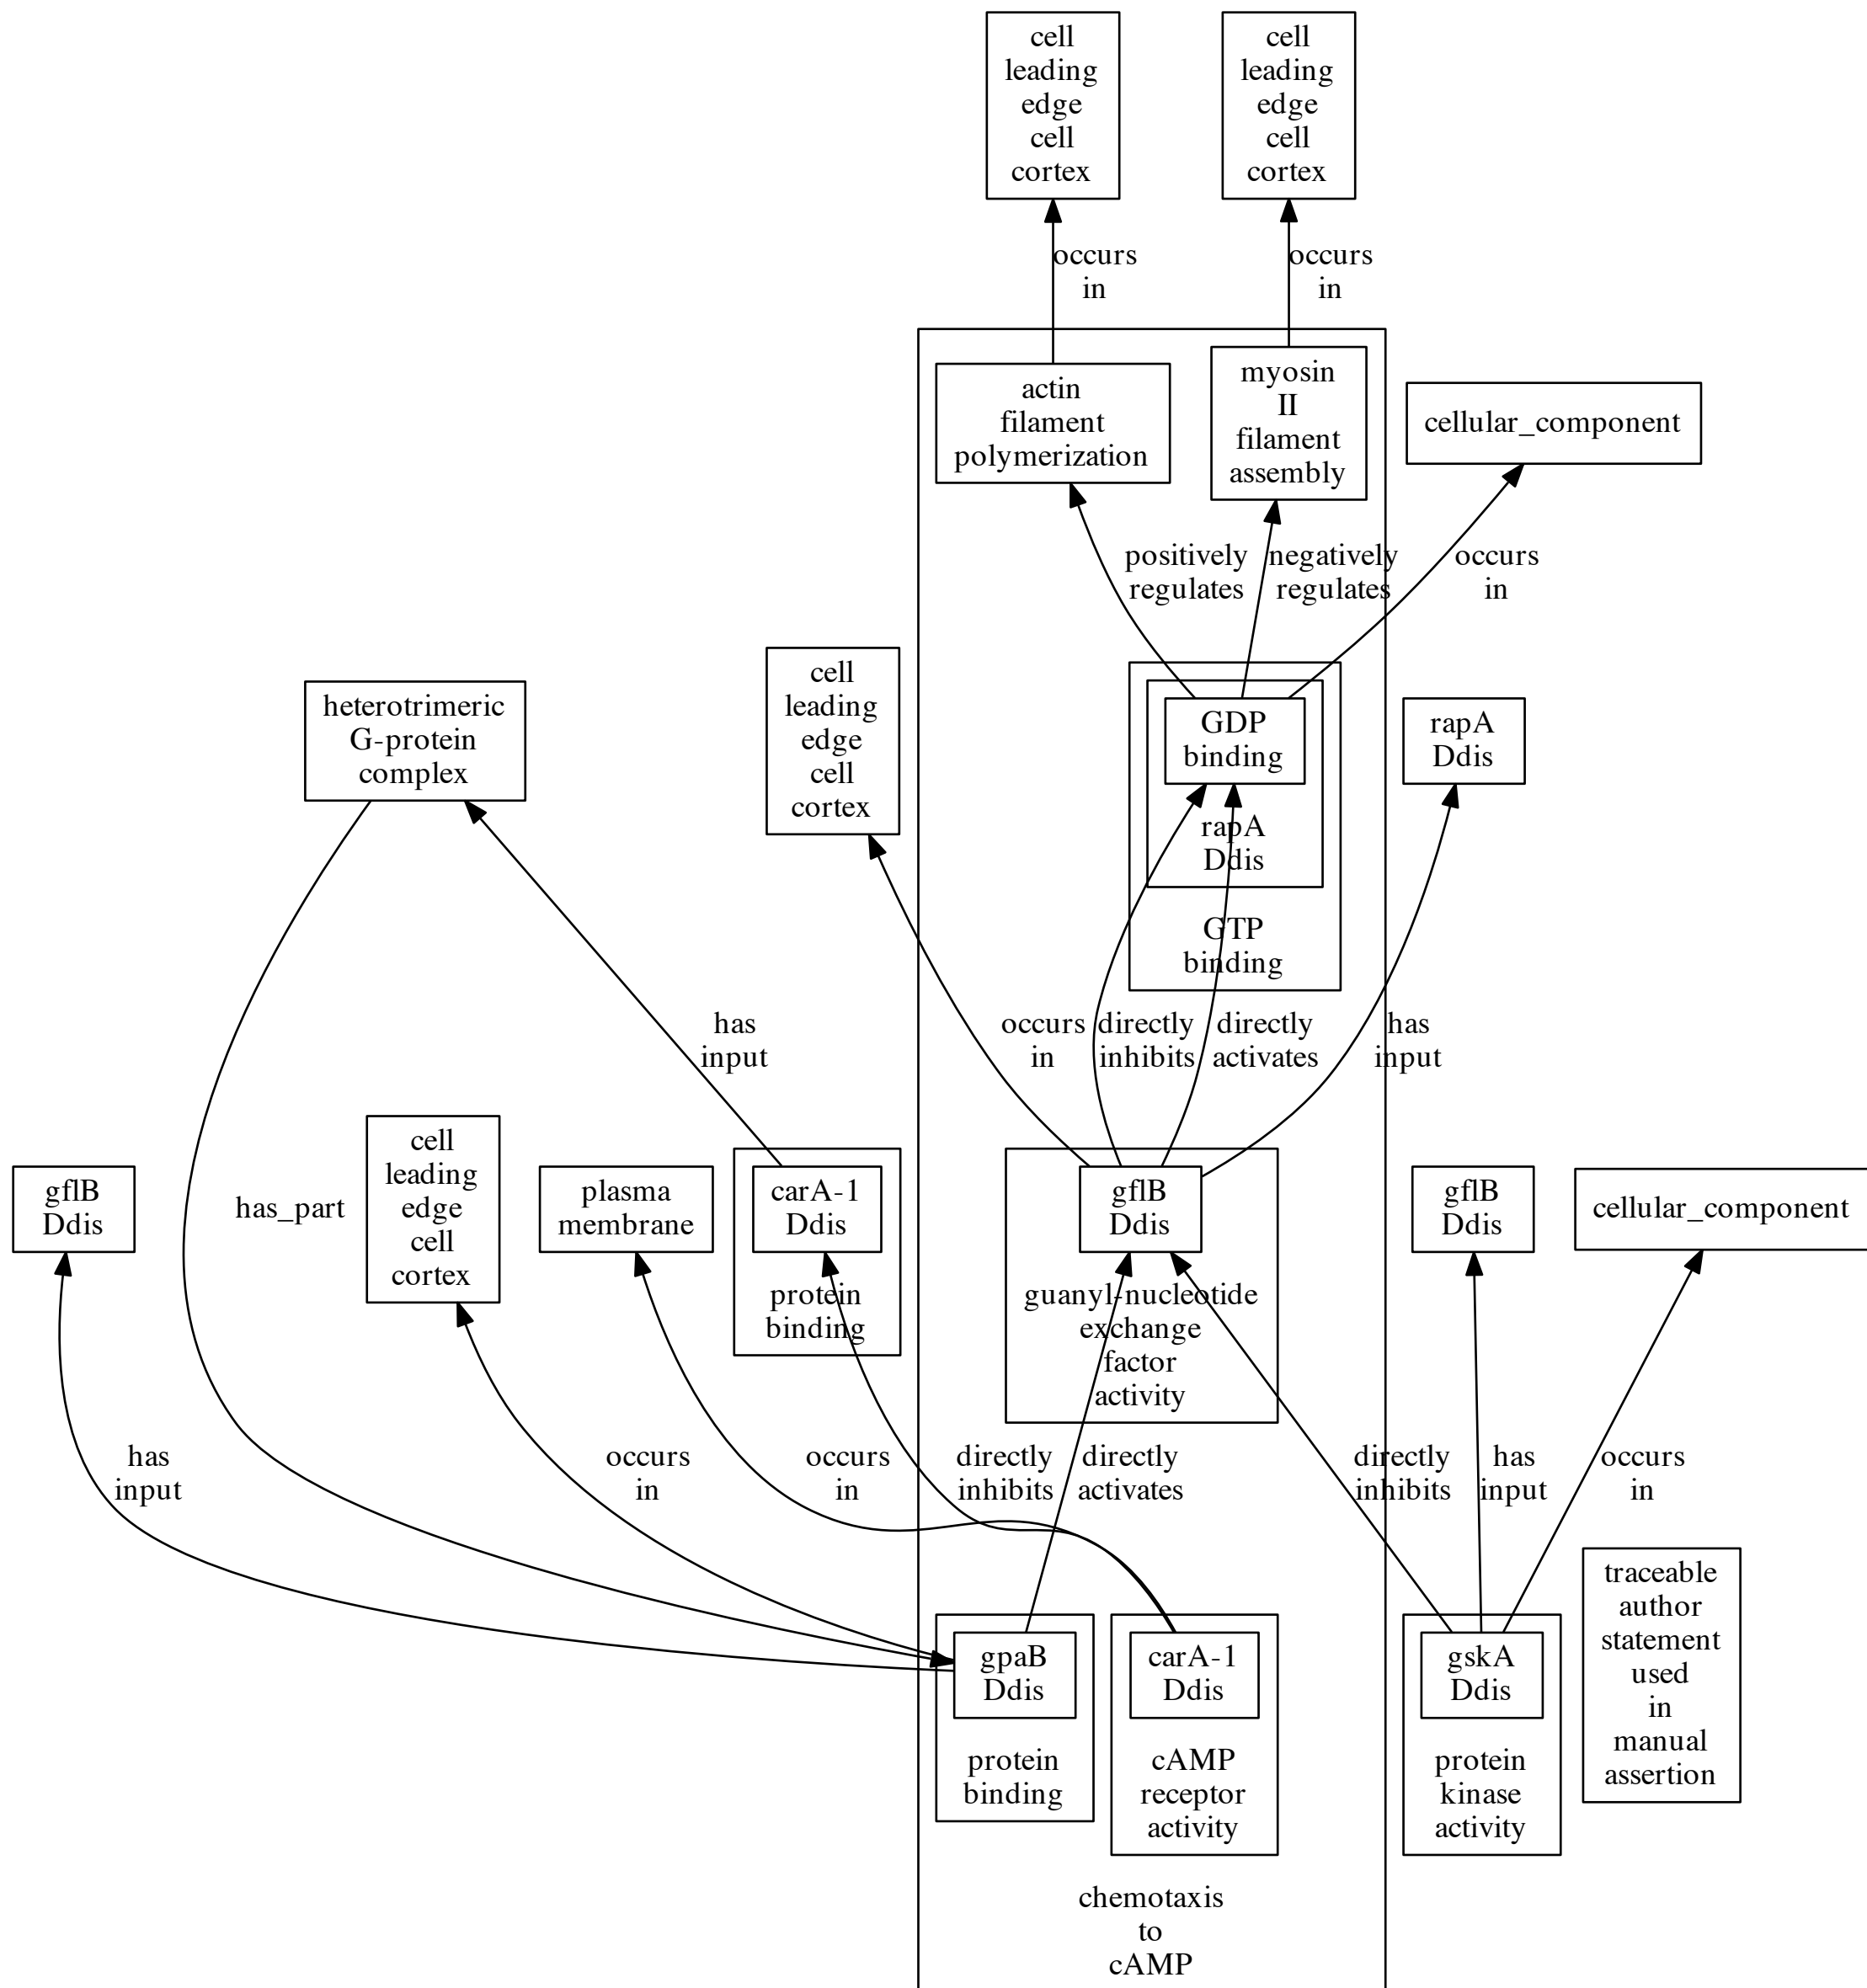 cell
leading
edge
cell
cortex
cell
leading
edge
cell
cortex
occurs
in
occurs
in
actin
filament
polymerization
myosin
II
filament
assembly
cellular_component
positively
regulates
negatively
regulates
occurs
in
heterotrimeric
G-protein
complex
cell
leading
edge
cell
cortex
GDP
binding
rapA
Ddis
GTP
binding
rapA
Ddis
has
input
occurs
in
directly
inhibits
directly
activates
has
input
gflB
Ddis
has_part
cell
leading
edge
cell
cortex
plasma
membrane
carA-1
Ddis
protein
binding
gflB
Ddis
guanyl-nucleotide
exchange
factor
activity
gflB
Ddis
cellular_component
has
input
occurs
in
occurs
in
directly
inhibits
directly
activates
directly
inhibits
has
input
occurs
in
gpaB
Ddis
protein
binding
carA-1
Ddis
cAMP
receptor
activity
gskA
Ddis
protein
kinase
activity
traceable
author
statement
used
in
manual
assertion
chemotaxis
to
cAMP